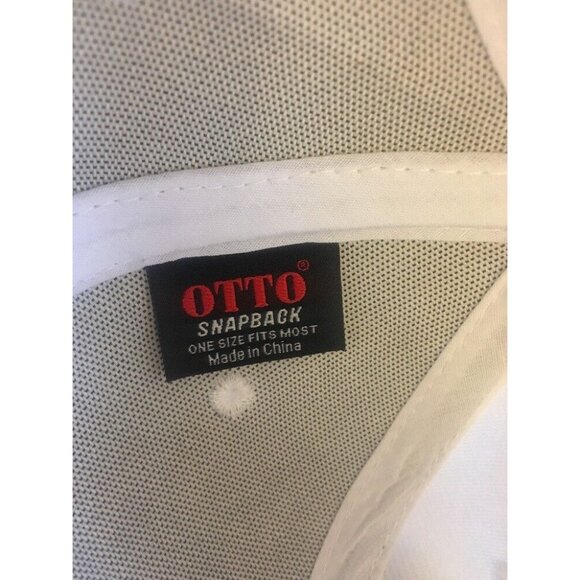 OTTO®
SNAPBACK
ONE SIZE FITS MOST
Made in China